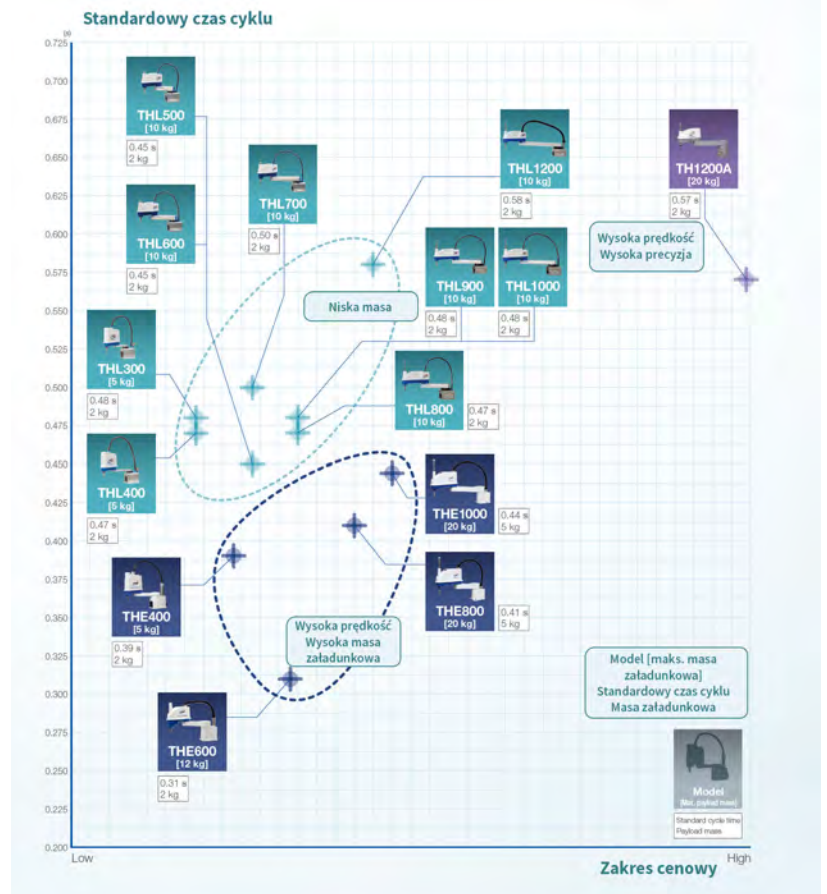 Standardowy czas cyklu
0.725
0.700
0.675
0.650
0.625
0.600
0.575
0.550
0.525
0.500
0.475
0.450
0.425
0.400
0.375
0.350
0.325
0.300
0.275
0.250
0.225
0.200
THL500
[10 kg]
0.45 s
2 kg
THL600
[10 kg]
0.45 s
2 kg
THL700
[10 kg]
0.50 s
2 kg
THL1200
[10 kg]
0.58 s
2 kg
TH1200A
[20 kg]
0.57 s
2 kg
Wysoka prędkość
Wysoka precyzja
THL900
[10 kg]
0.48 s
2 kg
THL1000
[10 kg]
0.48 s
2 kg
Niska masa
THL300
[5 kg]
0.48 s
2 kg
THL800
[10 kg]
0.47 s
2 kg
THL400
[5 kg]
0.47 s
2 kg
THE1000
[20 kg]
0.44 s
5 kg
THE400
[5 kg]
0.39 s
2 kg
THE800
[20 kg]
0.41 s
5 kg
Wysoka prędkość
Wysoka masa
załadunkowa
THE600
[12 kg]
0.31 s
2 kg
Model [maks. masa
załadunkowa]
Standardowy czas cyklu
Masa załadunkowa
Model
Standard cycle time
Payload mass
Low
High
Zakres cenowy